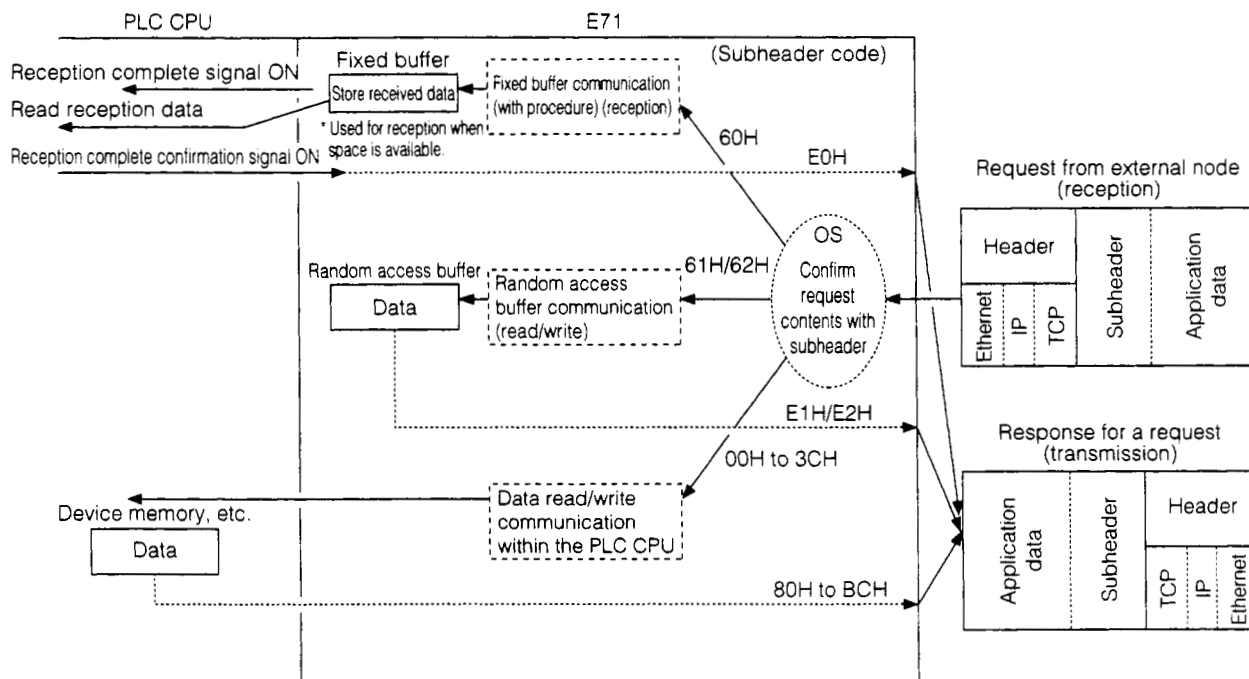 PLC CPU
E71
(Subheader code)
Reception complete signal ON
Fixed buffer
Store received data
Fixed buffer communication
(with procedure) (reception)
Read reception data
* Used for reception when
space is available.
60H
Reception complete confirmation signal ON
E0H
Request from external node
(reception)
Header
Ethernet
IP
TCP
Subheader
Application
data
OS
Confirm
request
contents with
subheader
61H/62H
Random access buffer
Data
Random access
buffer communication
(read/write)
E1H/E2H
00H to 3CH
Response for a request
(transmission)
Application
data
Subheader
Header
TCP
IP
Ethernet
Data read/write
communication
within the PLC CPU
Device memory, etc.
Data
80H to BCH